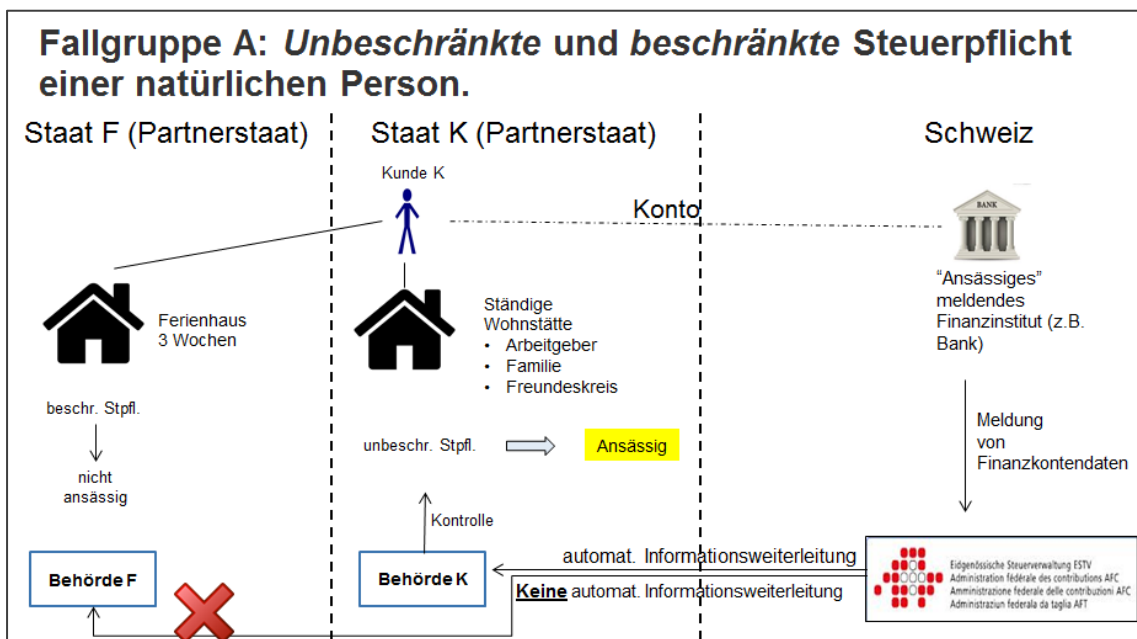 Fallgruppe A: Unbeschränkte und beschränkte Steuerpflicht
einer natürlichen Person.
Staat F (Partnerstaat)
Staat K (Partnerstaat)
Schweiz
Kunde K
Konto
BANK
Ferienhaus
3 Wochen
Ständige
Wohnstätte
• Arbeitgeber
• Familie
• Freundeskreis
“Ansässiges”
meldendes
Finanzinstitut (z.B.
Bank)
beschr. Stpfl.
nicht
ansässig
unbeschr. Stpfl.
Ansässig
Meldung
von
Finanzkontendaten
Kontrolle
Behörde F
Behörde K
automat. Informationsweiterleitung
Keine automat. Informationsweiterleitung
Eidgenössische Steuerverwaltung ESTV
Administration fédérale des contributions AFC
Amministrazione federale delle contribuzioni AFC
Administraziun federala da taglia AFT